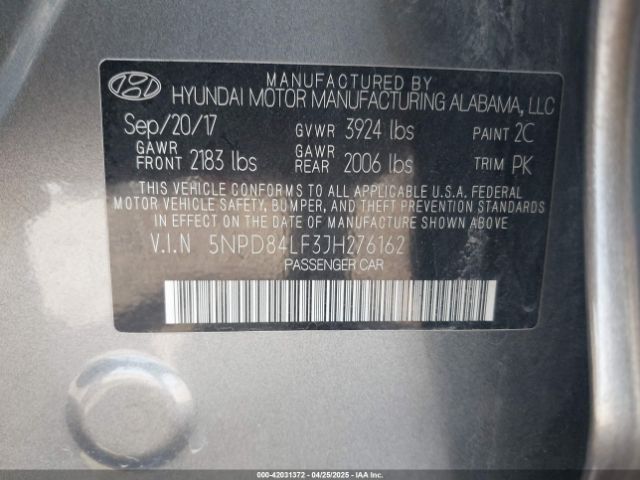 MANUFACTURED BY
HYUNDAI MOTOR MANUFACTURING ALABAMA, LLC
Sep/20/17 GVWR 3924 lbs PAINT 2C
GAWR FRONT 2183 lbs GAWR REAR 2006 lbs TRIM PK
THIS VEHICLE CONFORMS TO ALL APPLICABLE U.S.A. FEDERAL
MOTOR VEHICLE SAFETY, BUMPER, AND THEFT PREVENTION STANDARDS
IN EFFECT ON THE DATE OF MANUFACTURE SHOWN ABOVE
V.I.N 5NPD84LF3JH276162
PASSENGER CAR
000-42031372 - 04/25/2025 - IAAI.COM